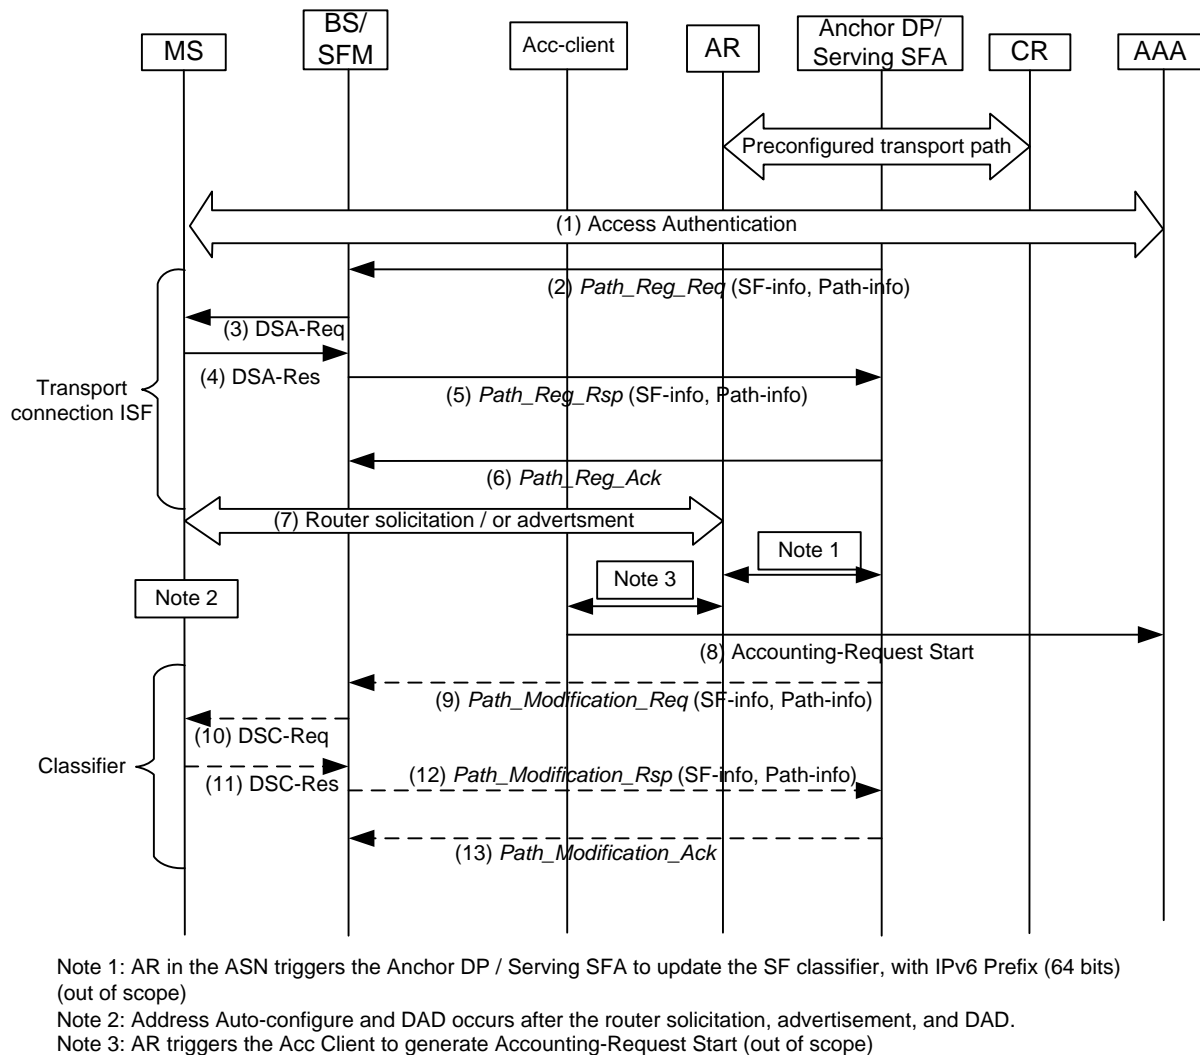 MS
BS/
SFM
Acc-client
AR
Anchor DP/
Serving SFA
CR
AAA
Preconfigured transport path
(1) Access Authentication
(2) Path_Reg_Req (SF-info, Path-info)
(3) DSA-Req
(4) DSA-Res
Transport
connection ISF
(5) Path_Reg_Rsp (SF-info, Path-info)
(6) Path_Reg_Ack
(7) Router solicitation / or advertsment
Note 1
Note 3
Note 2
(8) Accounting-Request Start
(9) Path_Modification_Req (SF-info, Path-info)
(10) DSC-Req
Classifier
(11) DSC-Res
(12) Path_Modification_Rsp (SF-info, Path-info)
(13) Path_Modification_Ack
Note 1: AR in the ASN triggers the Anchor DP / Serving SFA to update the SF classifier, with IPv6 Prefix (64 bits)
(out of scope)
Note 2: Address Auto-configure and DAD occurs after the router solicitation, advertisement, and DAD.
Note 3: AR triggers the Acc Client to generate Accounting-Request Start (out of scope)